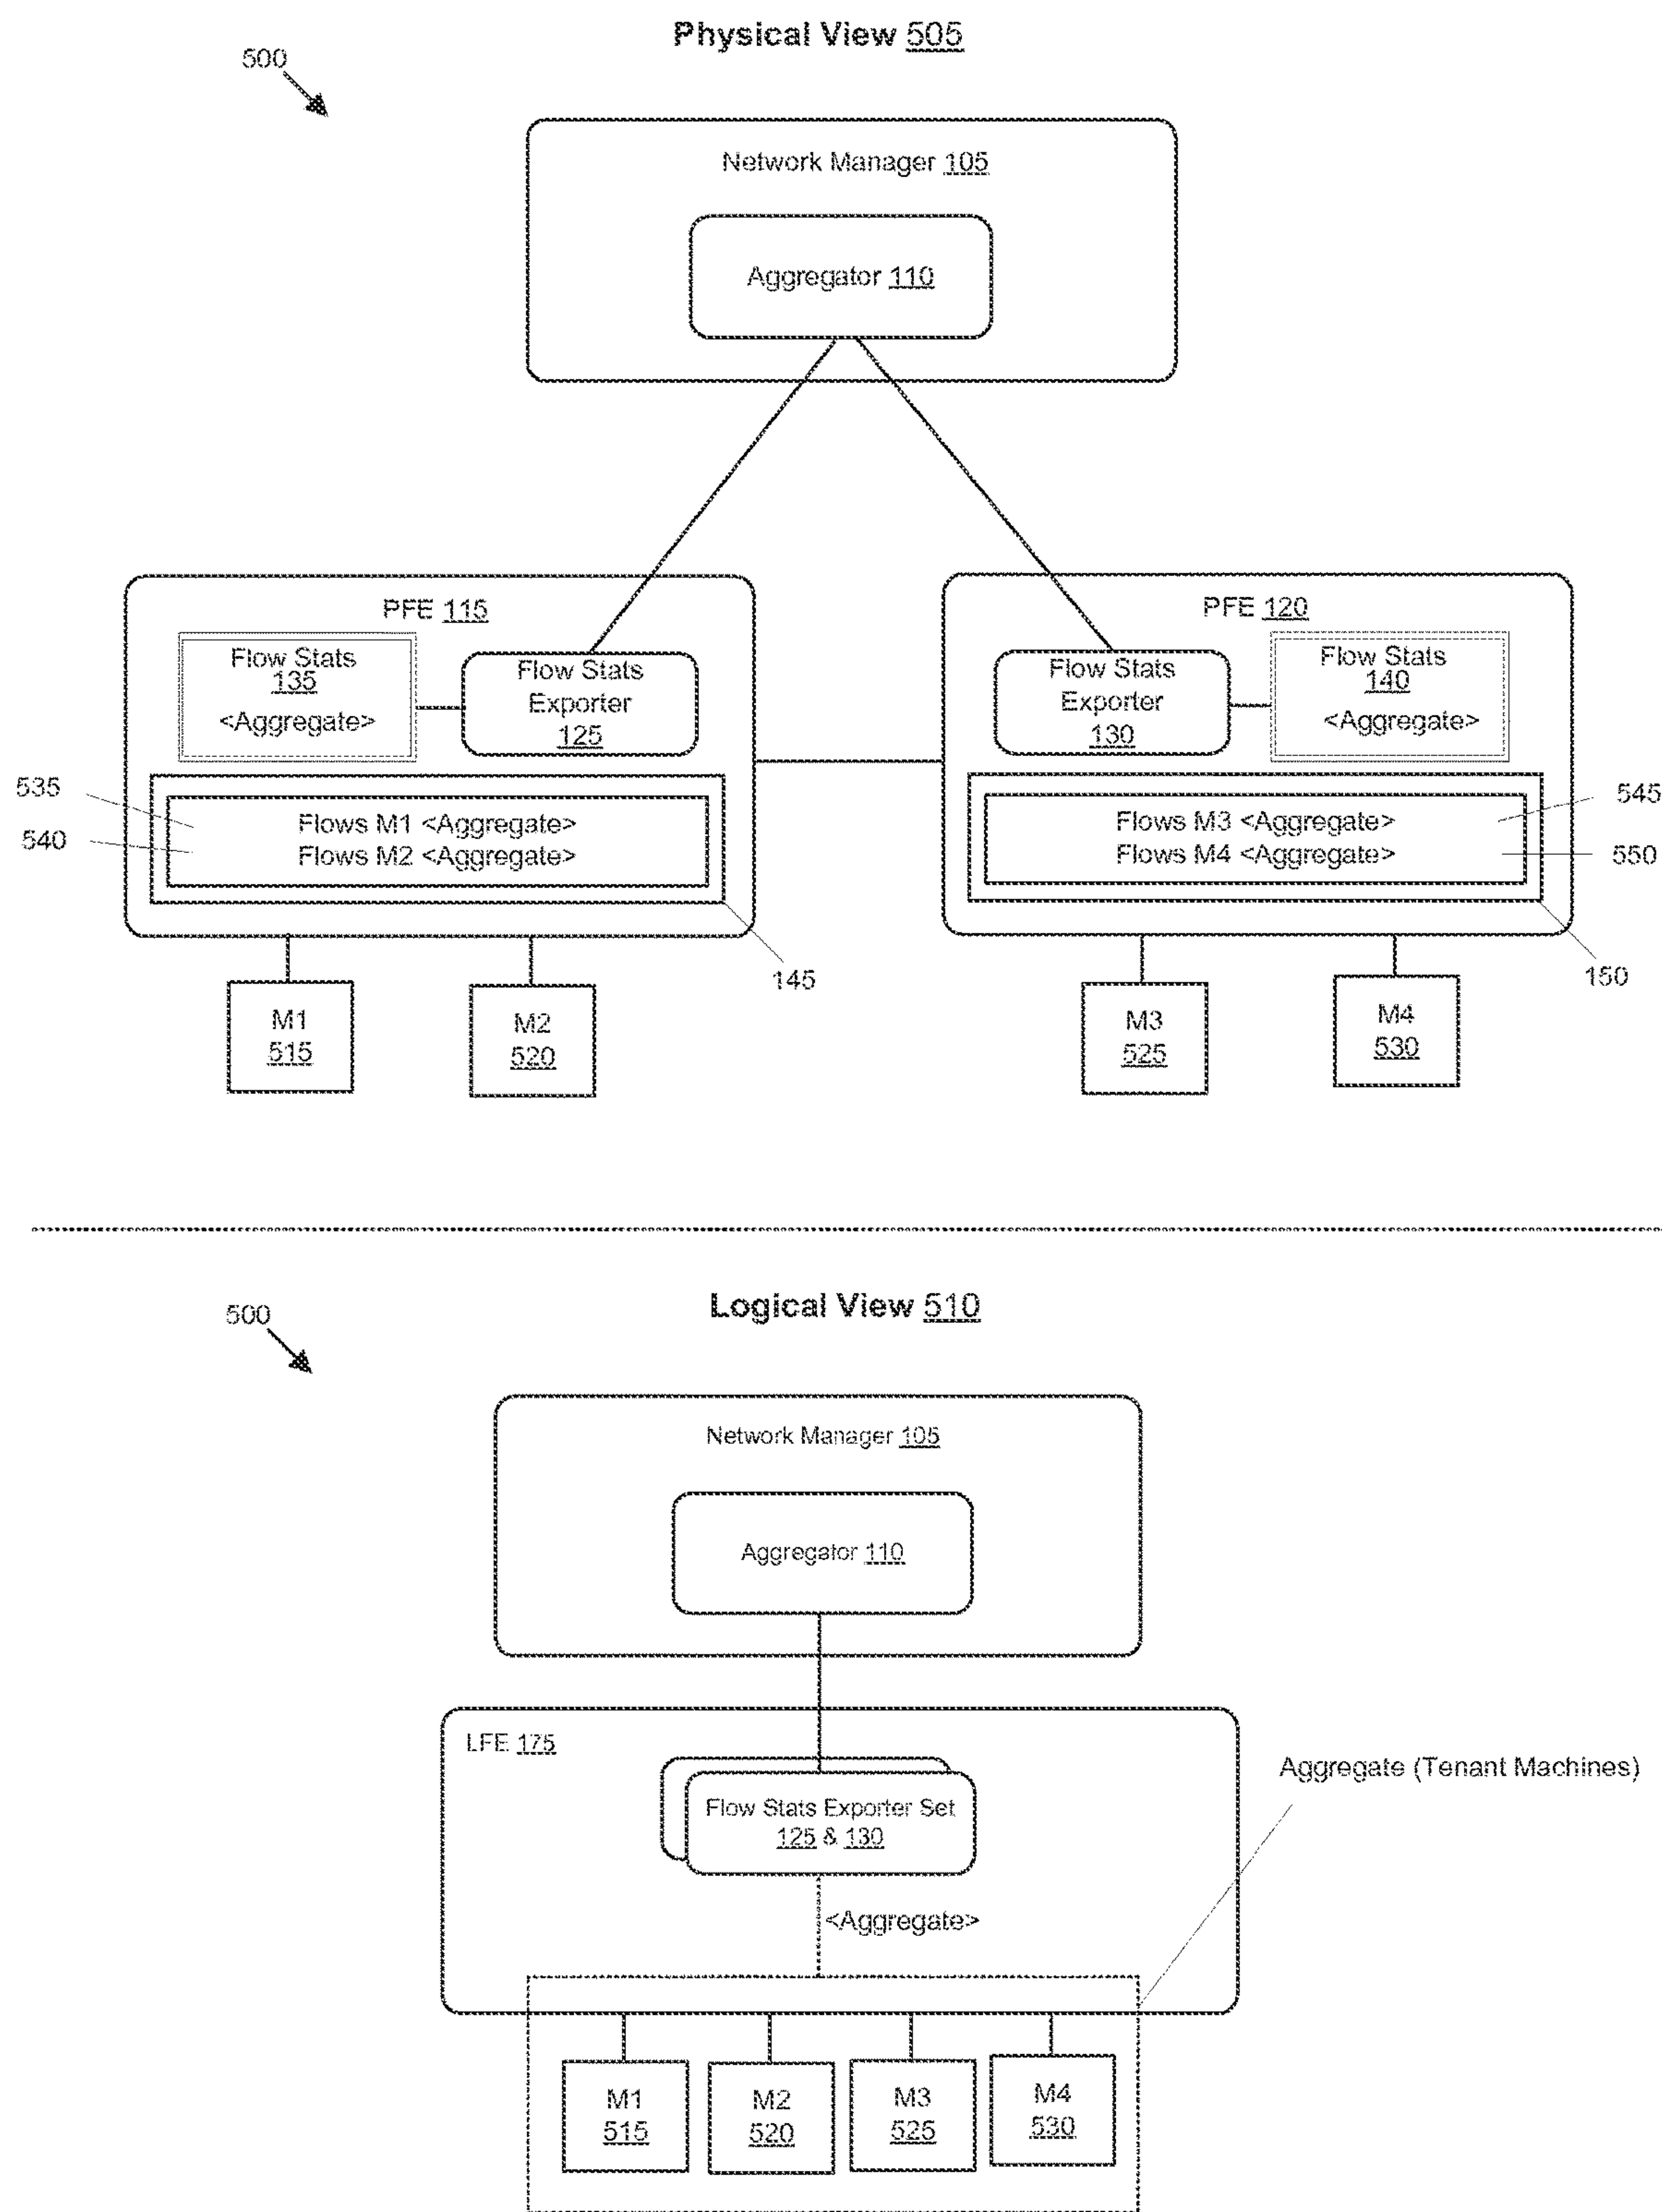 Physical View 505
500
Network Manager 105
Aggregator 110
PFE 115
Flow Stats
135
<Aggregate>
Flow Stats
Exporter
125
535
540
Flows M1 <Aggregate>
Flows M2 <Aggregate>
145
M1
515
M2
520
PFE 120
Flow Stats
Exporter
130
Flow Stats
140
<Aggregate>
Flows M3 <Aggregate>
Flows M4 <Aggregate>
545
550
150
M3
525
M4
530
Logical View 510
500
Network Manager 105
Aggregator 110
LFE 175
Flow Stats Exporter Set
125 & 130
<Aggregate>
Aggregate (Tenant Machines)
M1
515
M2
520
M3
525
M4
530